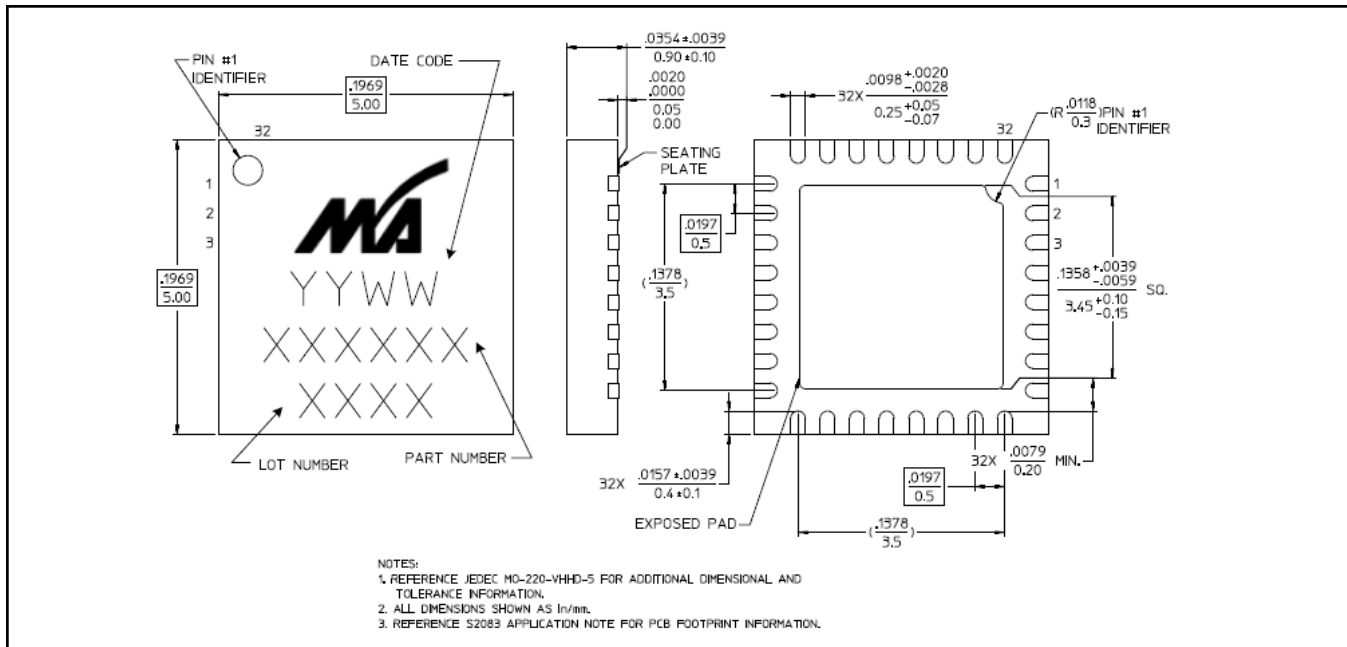 PIN #1
IDENTIFIER
DATE CODE
.1969
5.00
32
1
2
3
.1969
5.00
MA
YYWW
XXXXXX
XXXX
LOT NUMBER
PART NUMBER
.0354±.0039
0.90±0.10
.0020
.0000
0.05
0.00
SEATING
PLATE
32X .0098 +.0020 -.0028
0.25 +0.05 -0.07
32
(R .0118
0.3 ) PIN #1
IDENTIFIER
1
2
3
.0197
0.5
(.1378
3.5 )
.1358 +.0039 -.0059
3.45 +0.10 -0.15 SQ.
32X .0157±.0039
0.4±0.1
32X .0079
0.20 MIN.
.0197
0.5
EXPOSED PAD
(.1378
3.5 )
NOTES:
1. REFERENCE JEDEC MO-220-VHHD-5 FOR ADDITIONAL DIMENSIONAL AND
TOLERANCE INFORMATION.
2. ALL DIMENSIONS SHOWN AS In/mm.
3. REFERENCE S2083 APPLICATION NOTE FOR PCB FOOTPRINT INFORMATION.